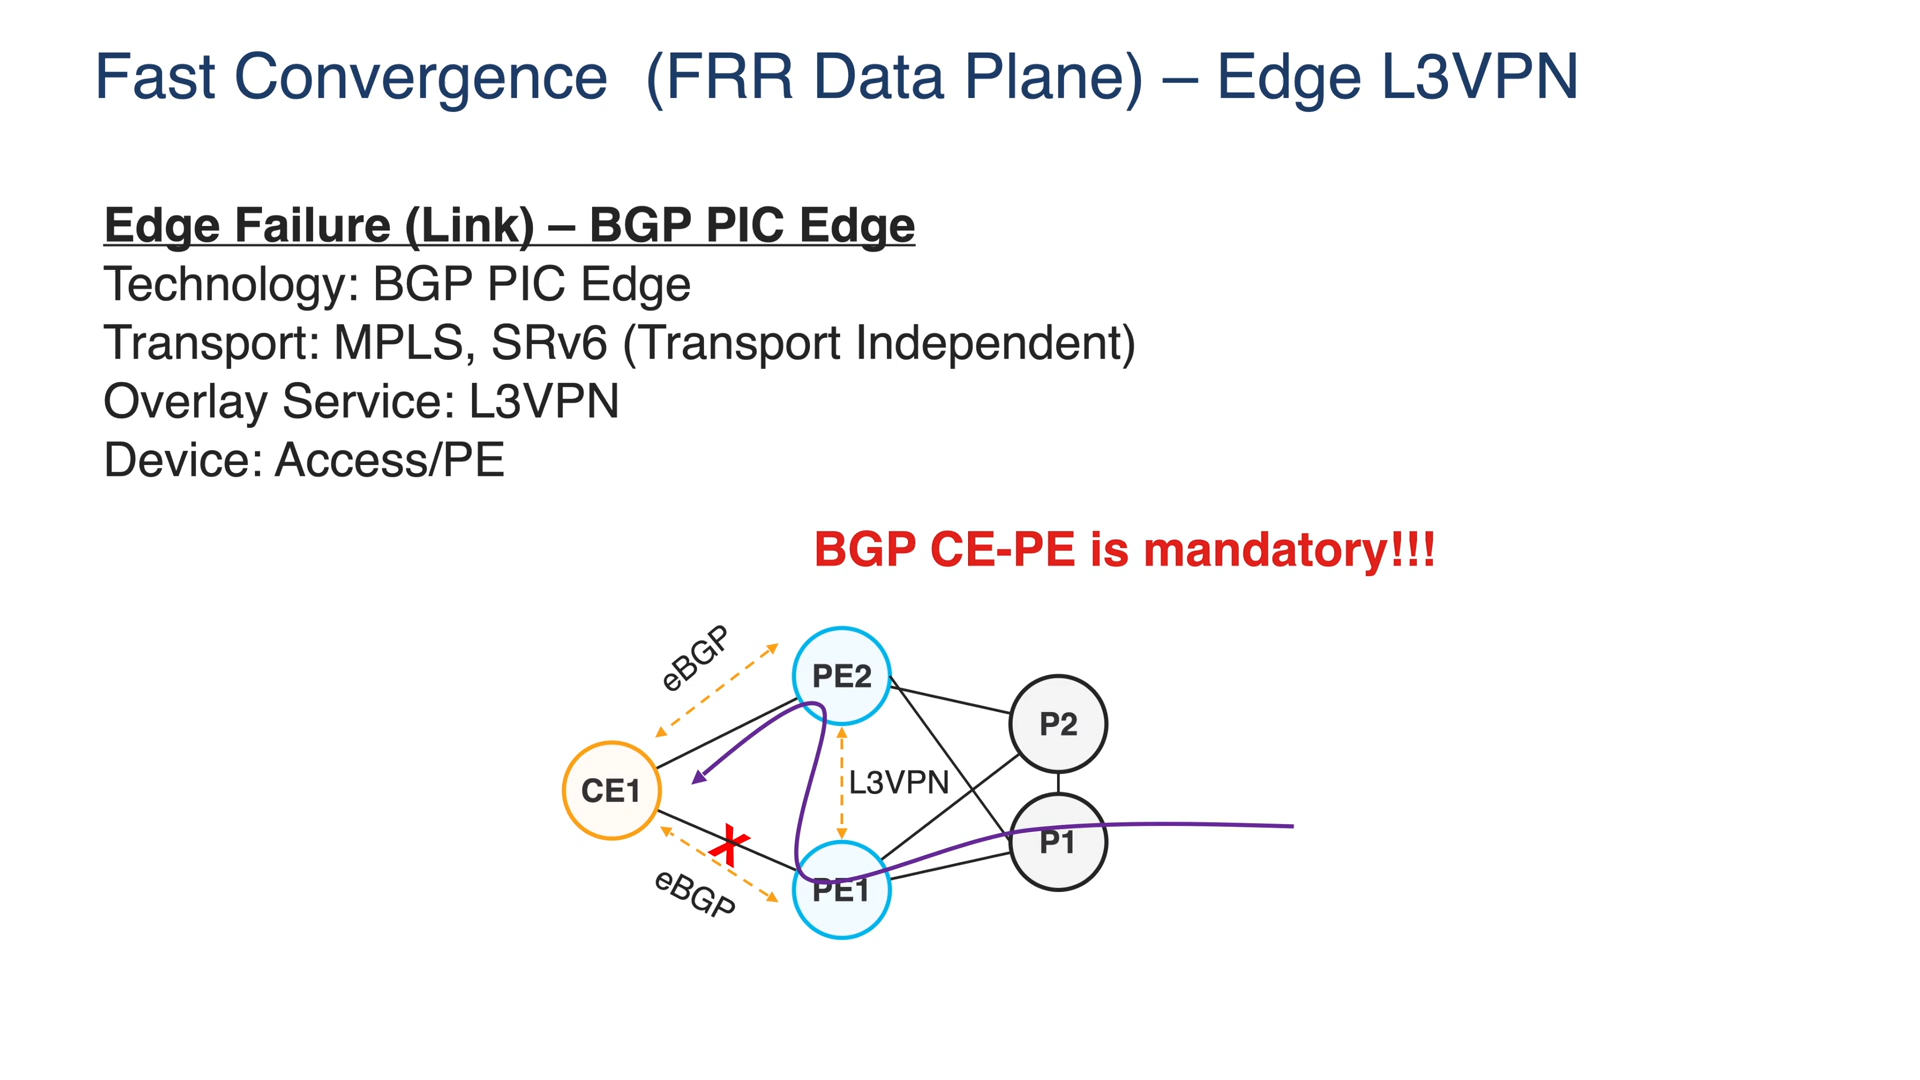 Fast Convergence (FRR Data Plane) – Edge L3VPN
Edge Failure (Link) – BGP PIC Edge
Technology: BGP PIC Edge
Transport: MPLS, SRv6 (Transport Independent)
Overlay Service: L3VPN
Device: Access/PE
BGP CE-PE is mandatory!!!
eBGP
PE2
P2
L3VPN
CE1
P1
eBGP
PE1